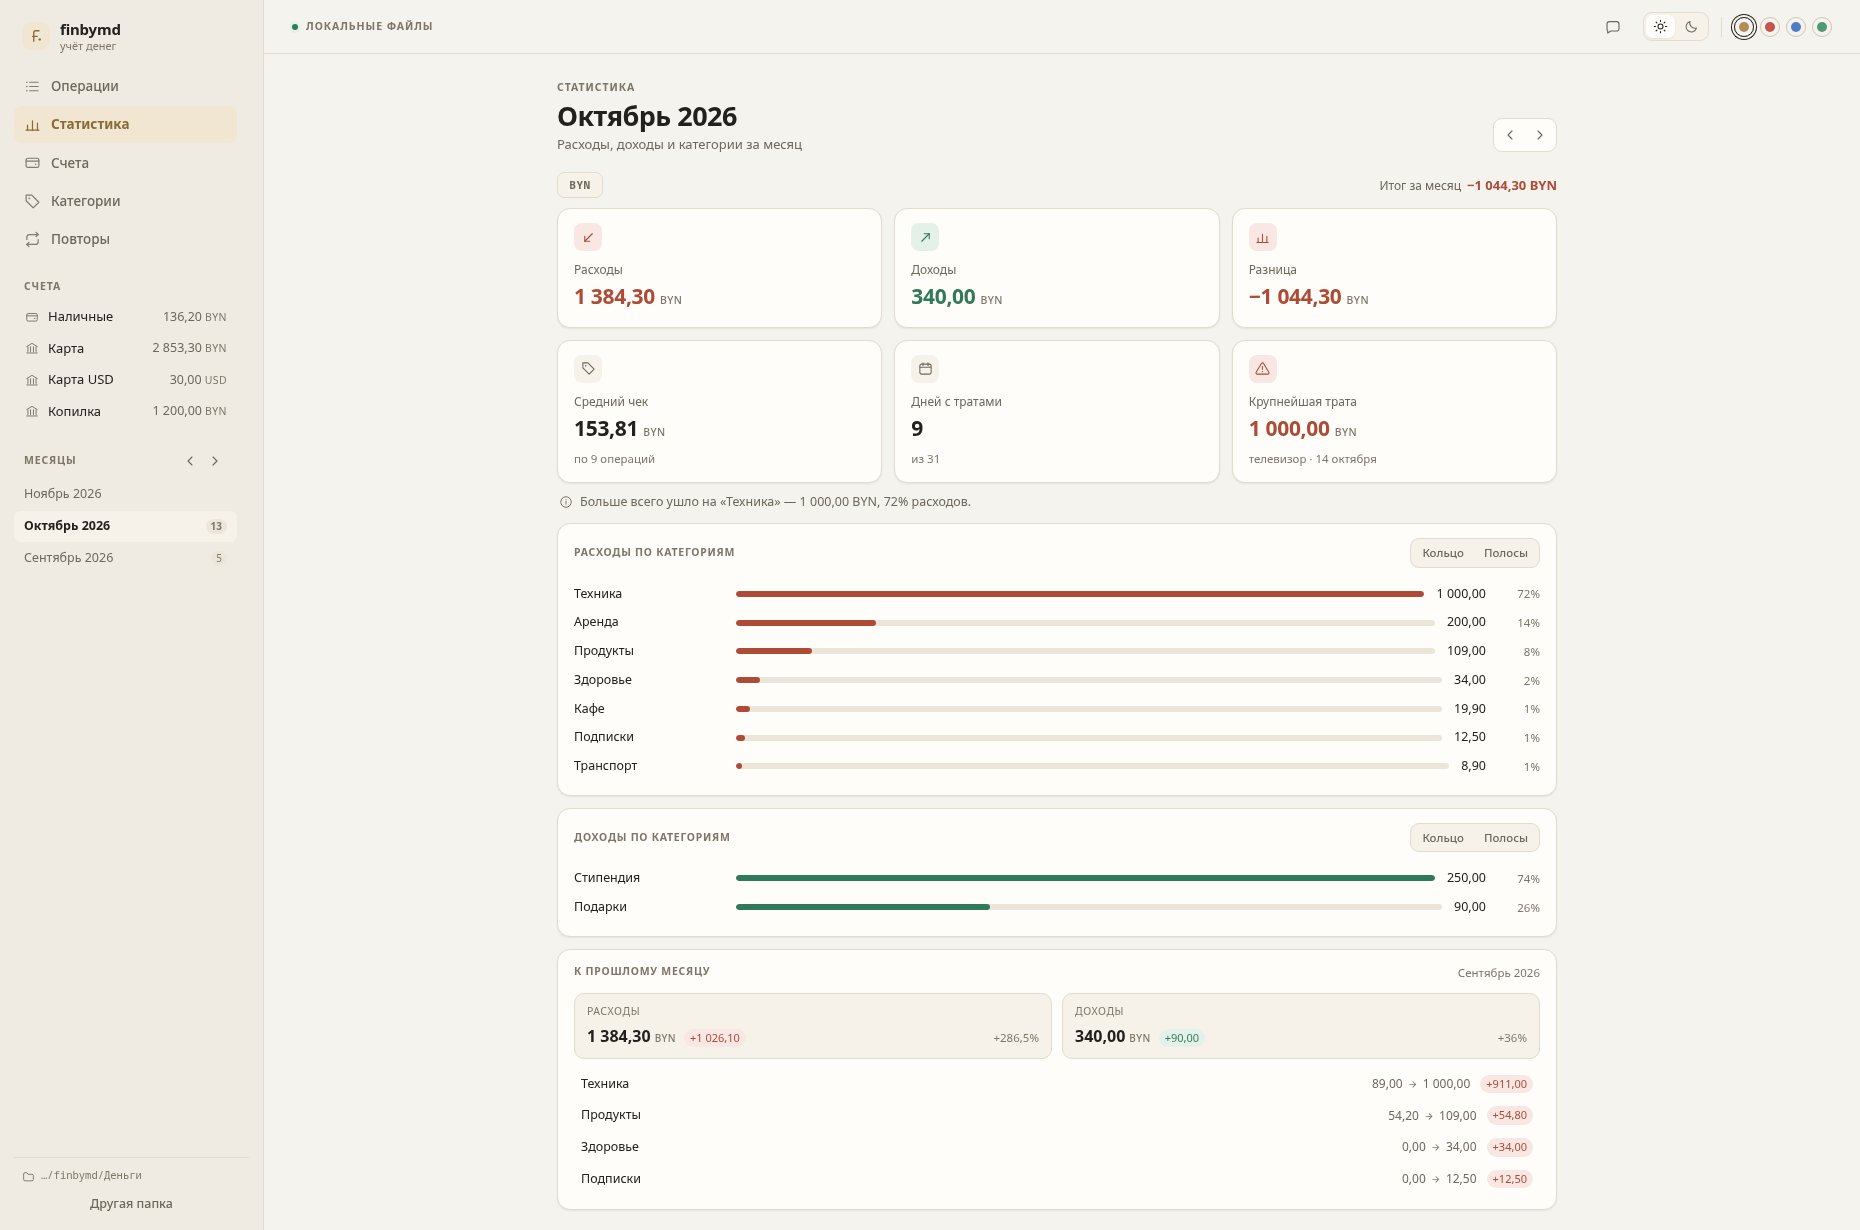 finbymd
учёт денег
Операции
Статистика
Счета
Категории
Повторы
СЧЕТА
Наличные 136,20 BYN
Карта 2 853,30 BYN
Карта USD 30,00 USD
Копилка 1 200,00 BYN
МЕСЯЦЫ
Ноябрь 2026
Октябрь 2026 13
Сентябрь 2026 5
…/finbymd/Деньги
Другая папка
ЛОКАЛЬНЫЕ ФАЙЛЫ
СТАТИСТИКА
Октябрь 2026
Расходы, доходы и категории за месяц
BYN
Итог за месяц −1 044,30 BYN
Расходы
1 384,30 BYN
Доходы
340,00 BYN
Разница
−1 044,30 BYN
Средний чек
153,81 BYN
по 9 операций
Дней с тратами
9
из 31
Крупнейшая трата
1 000,00 BYN
телевизор · 14 октября
Больше всего ушло на «Техника» — 1 000,00 BYN, 72% расходов.
РАСХОДЫ ПО КАТЕГОРИЯМ
Кольцо Полосы
Техника 1 000,00 72%
Аренда 200,00 14%
Продукты 109,00 8%
Здоровье 34,00 2%
Кафе 19,90 1%
Подписки 12,50 1%
Транспорт 8,90 1%
ДОХОДЫ ПО КАТЕГОРИЯМ
Кольцо Полосы
Стипендия 250,00 74%
Подарки 90,00 26%
К ПРОШЛОМУ МЕСЯЦУ
Сентябрь 2026
РАСХОДЫ
1 384,30 BYN +1 026,10 +286,5%
ДОХОДЫ
340,00 BYN +90,00 +36%
Техника 89,00 → 1 000,00 +911,00
Продукты 54,20 → 109,00 +54,80
Здоровье 0,00 → 34,00 +34,00
Подписки 0,00 → 12,50 +12,50